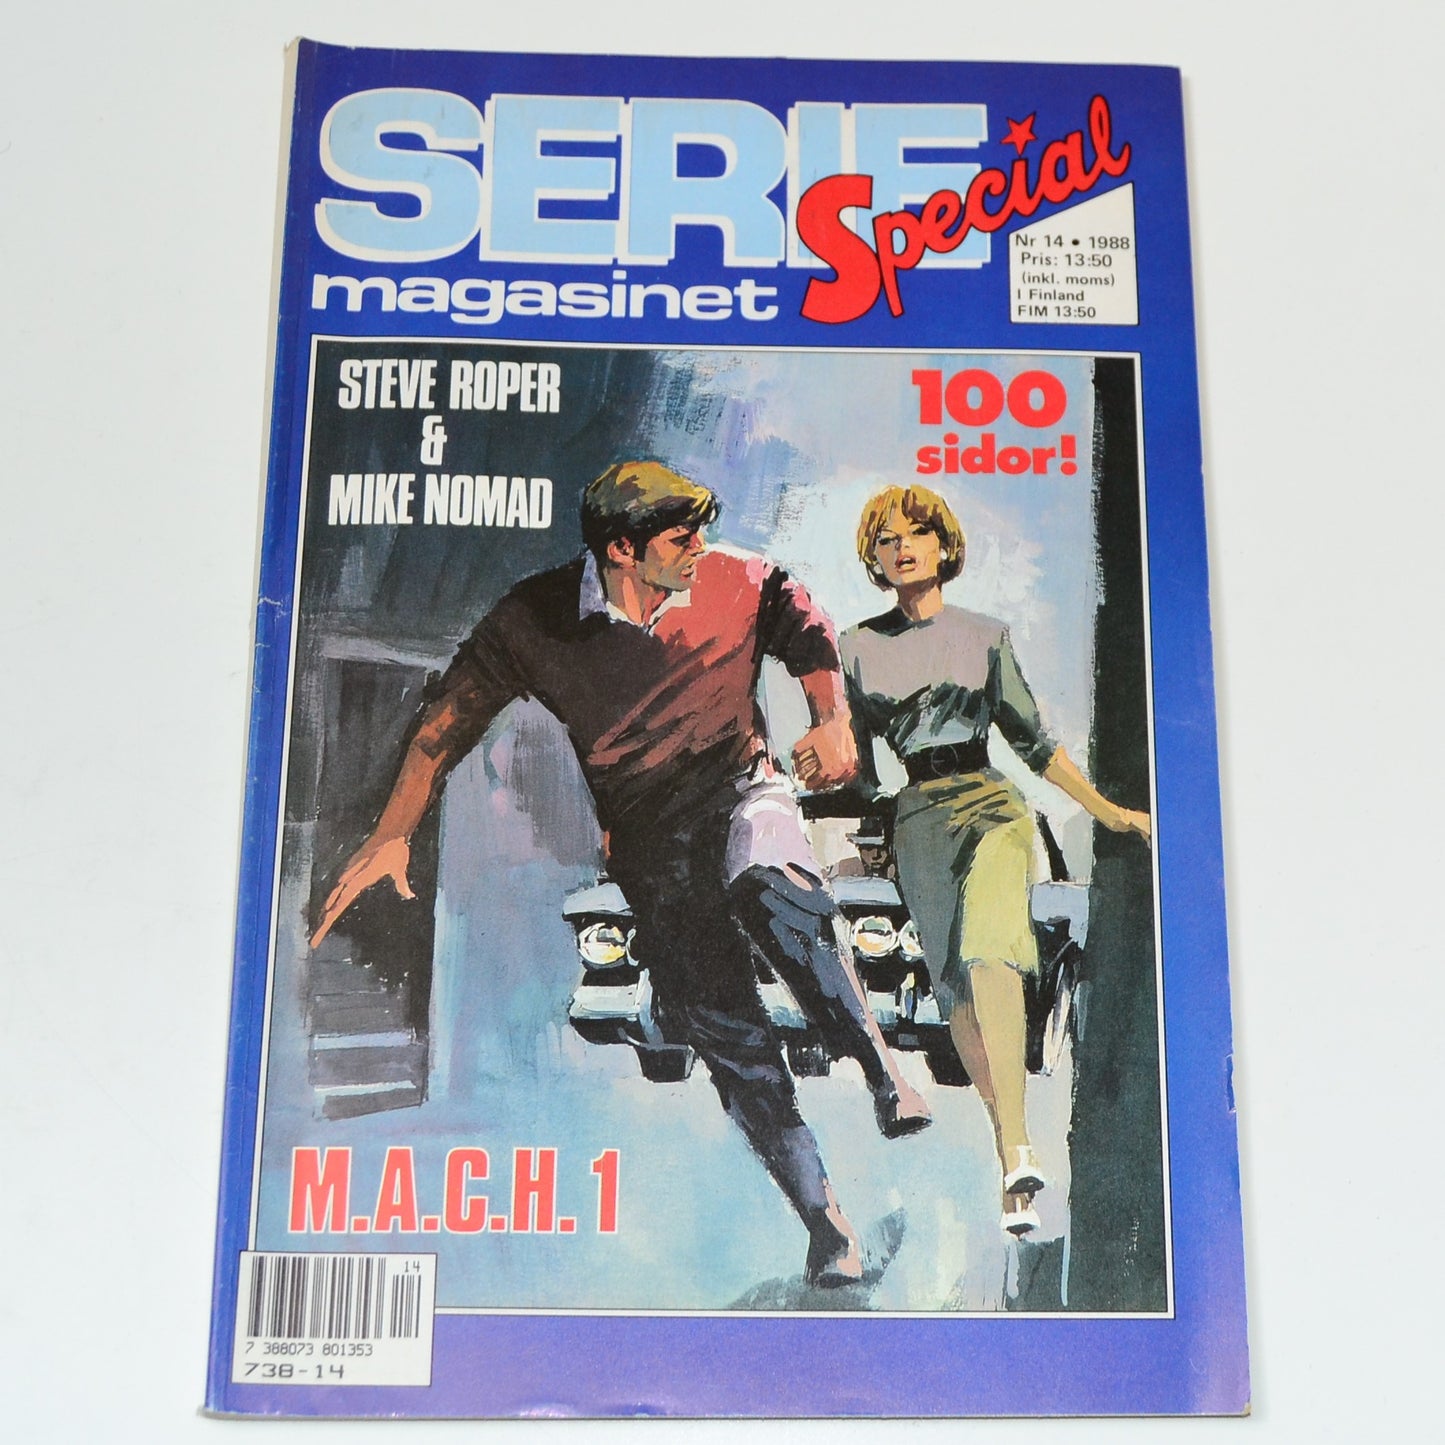 SERIE
magasinet
Special
Nr 14 • 1988
Pris: 13:50
(inkl. moms)
I Finland
FIM 13:50
STEVE ROPER
&
MIKE NOMAD
100
sidor!
M.A.C.H. 1
14
7 388073 801353
738-14